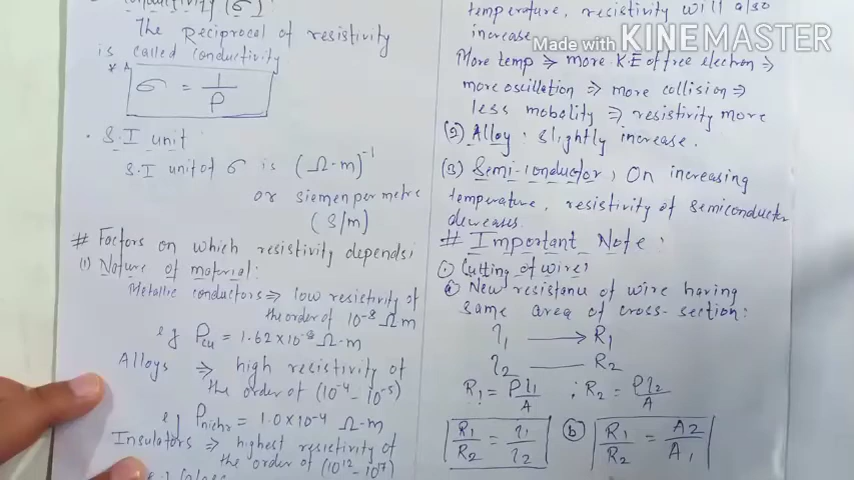 conductivity (σ):
The Reciprocal of resistivity
is called conductivity
* σ = 1/ρ
• S.I unit:
S.I unit of σ is (Ω-m)⁻¹
or siemen per metre
(S/m)
# Factors on which resistivity depends:
(1) Nature of material:
Metallic conductors ⇒ low resistivity of
the order of 10⁻⁸ Ω m
eg ρcu = 1.62×10⁻⁸ Ω-m
Alloys ⇒ high resistivity of
the order of (10⁻⁴ – 10⁻⁵)
eg ρnichr = 1.0×10⁻⁴ Ω-m
Insulators ⇒ highest resistivity of
the order of (10¹² – 10¹⁷)
temperature, resistivity will also
increase
Made with KINEMASTER
More temp ⇒ more K.E of free electron ⇒
more oscillation ⇒ more collision ⇒
less mobolity ⇒ resistivity more
(2) Alloy: slightly increase.
(3) Semi-conductor: On increasing
temperature, resistivity of semiconductor
decreases.
# Important Note:
① Cutting of wire:
ⓐ New resistance of wire having
same area of cross-section:
l₁ → R₁
l₂ — R₂
R₁ = ρl₁/A ; R₂ = ρl₂/A
R₁/R₂ = l₁/l₂ ⓑ R₁/R₂ = A₂/A₁